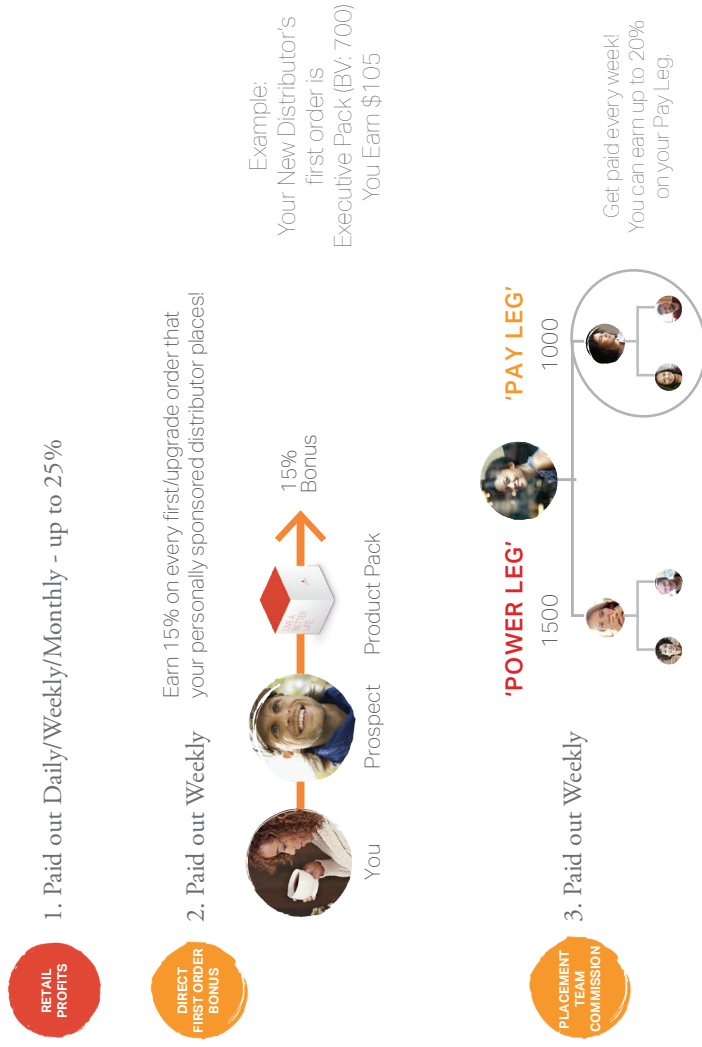 RETAIL
PROFITS
1. Paid out Daily/Weekly/Monthly - up to 25%
DIRECT
FIRST ORDER
BONUS
2. Paid out Weekly
Earn 15% on every first/upgrade order that
your personally sponsored distributor places!
You
Prospect
LIVE A
BETTER
LIFE
Product Pack
15%
Bonus
Example:
Your New Distributor's
first order is
Executive Pack (BV: 700)
You Earn $105
PLACEMENT
TEAM
COMMISSION
3. Paid out Weekly
'POWER LEG'
1500
'PAY LEG'
1000
Get paid every week!
You can earn up to 20%
on your Pay Leg.